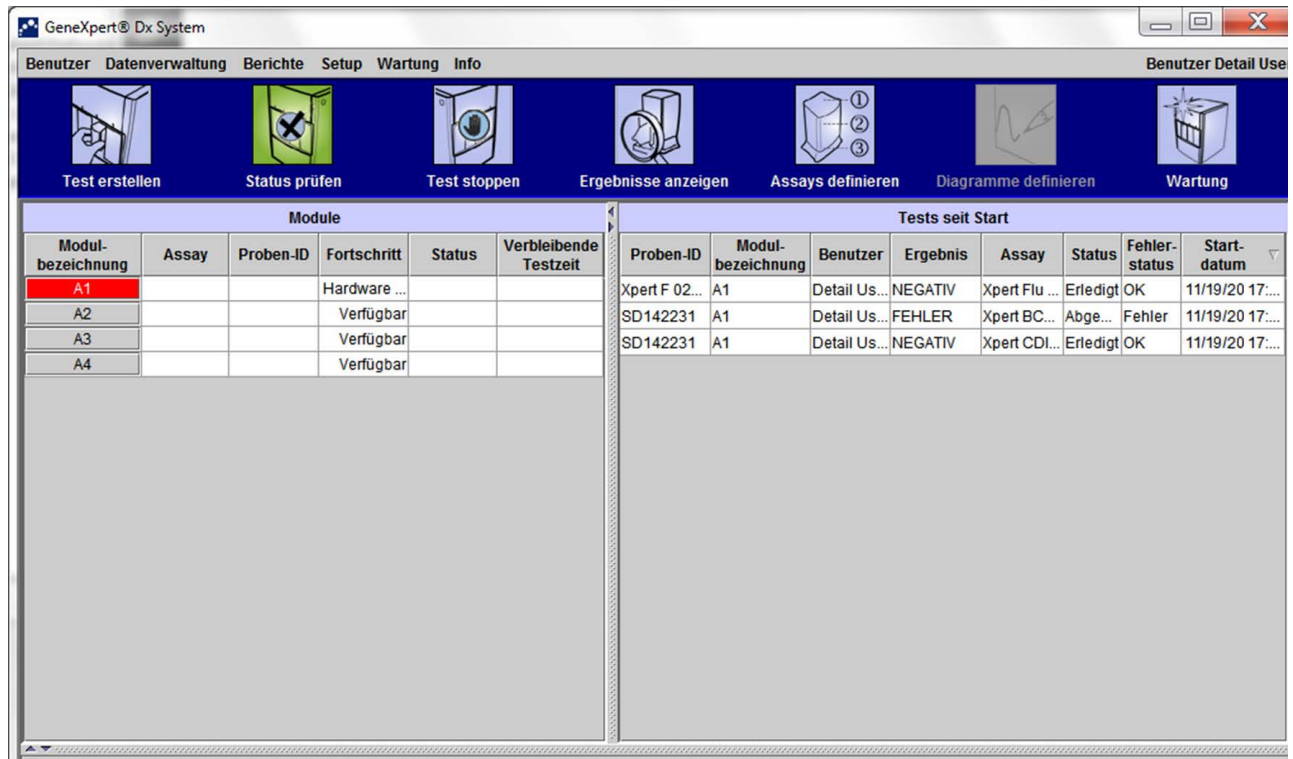 GeneXpert® Dx System
Benutzer Datenverwaltung Berichte Setup Wartung Info Benutzer Detail Use
Test erstellen Status prüfen Test stoppen Ergebnisse anzeigen Assays definieren Diagramme definieren Wartung
① ② ③
Module
Modul-bezeichnung Assay Proben-ID Fortschritt Status Verbleibende Testzeit
A1 Hardware ...
A2 Verfügbar
A3 Verfügbar
A4 Verfügbar
Tests seit Start
Proben-ID Modul-bezeichnung Benutzer Ergebnis Assay Status Fehler-status Start-datum
Xpert F 02... A1 Detail Us... NEGATIV Xpert Flu ... Erledigt OK 11/19/20 17:...
SD142231 A1 Detail Us... FEHLER Xpert BC... Abge... Fehler 11/19/20 17:...
SD142231 A1 Detail Us... NEGATIV Xpert CDI... Erledigt OK 11/19/20 17:...